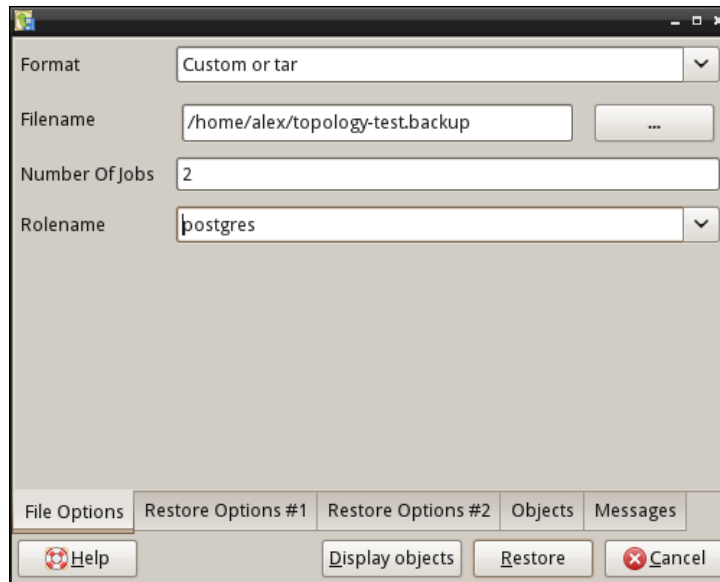 Format Custom or tar
Filename /home/alex/topology-test.backup ...
Number Of Jobs 2
Rolename postgres
File Options Restore Options #1 Restore Options #2 Objects Messages
Help Display objects Restore Cancel